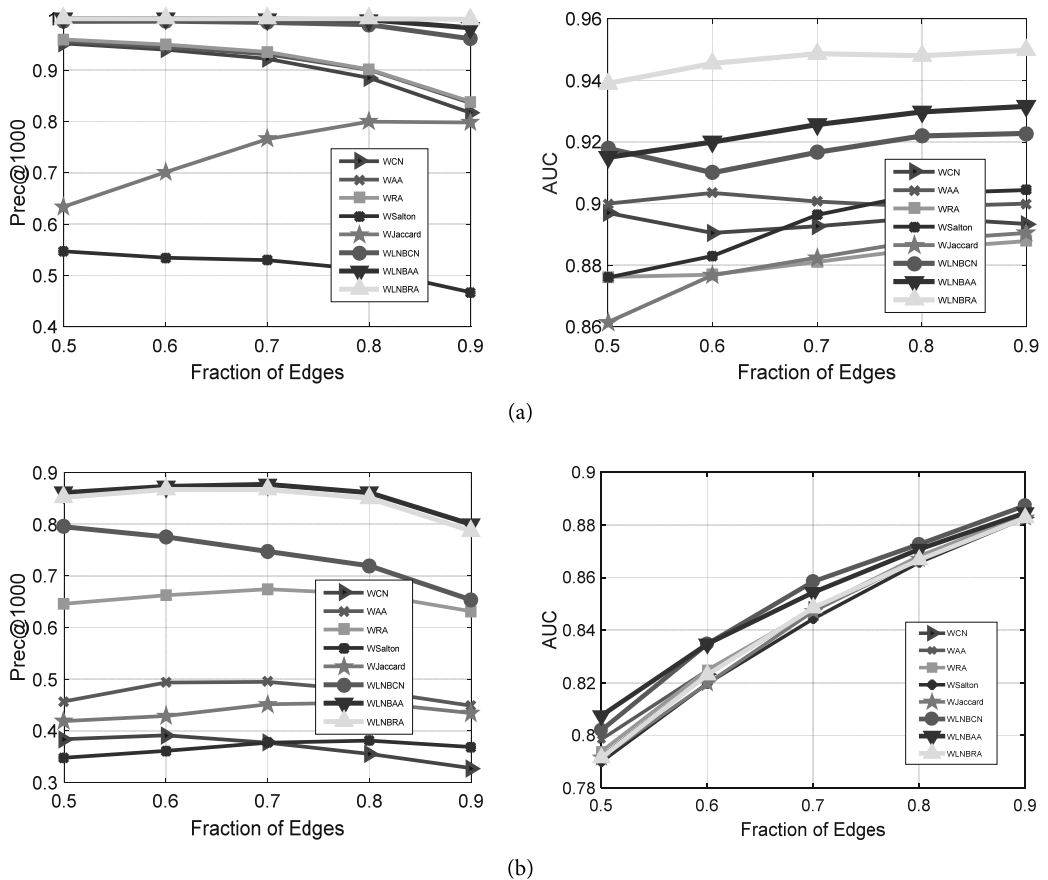 1
0.9
0.8
0.7
0.6
0.5
0.4
Prec@1000
0.5 0.6 0.7 0.8 0.9
Fraction of Edges
WCN
WAA
WRA
WSalton
WJaccard
WLNBCN
WLNBAA
WLNBRA
0.96
0.94
0.92
0.9
0.88
0.86
AUC
0.5 0.6 0.7 0.8 0.9
Fraction of Edges
WCN
WAA
WRA
WSalton
WJaccard
WLNBCN
WLNBAA
WLNBRA
(a)
0.9
0.8
0.7
0.6
0.5
0.4
0.3
Prec@1000
0.5 0.6 0.7 0.8 0.9
Fraction of Edges
WCN
WAA
WRA
WSalton
WJaccard
WLNBCN
WLNBAA
WLNBRA
0.9
0.88
0.86
0.84
0.82
0.8
0.78
AUC
0.5 0.6 0.7 0.8 0.9
Fraction of Edges
WCN
WAA
WRA
WSalton
WJaccard
WLNBCN
WLNBAA
WLNBRA
(b)